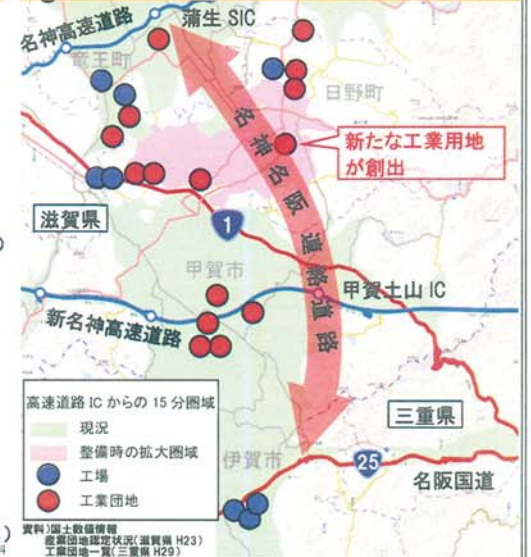 名神高速道路
蒲生 SIC
竜王町
日野町
名神名阪連絡道路
新たな工業用地
が創出
滋賀県
1
甲賀市
甲賀土山 IC
新名神高速道路
高速道路 IC からの 15 分圏域
現況
整備時の拡大圏域
工場
工業団地
三重県
伊賀市
25
名阪国道
資料)国土数値情報
産業団地認定状況(滋賀県 H23)
工業団地一覧(三重県 H29)